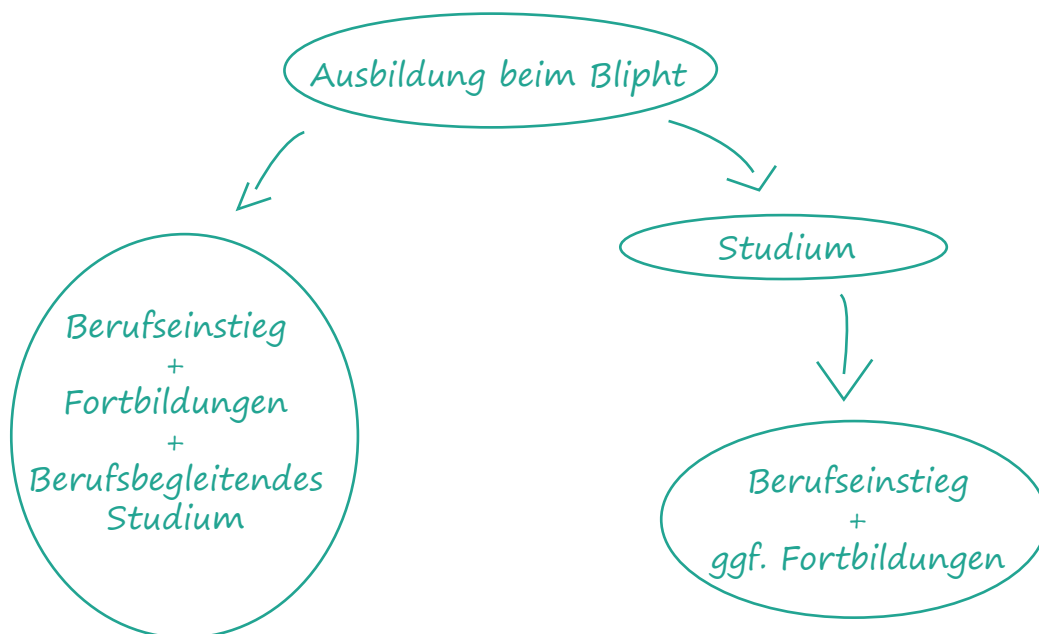 Ausbildung beim Blipht
Studium
Berufseinstieg
+
Fortbildungen
+
Berufsbegleitendes
Studium
Berufseinstieg
+
ggf. Fortbildungen